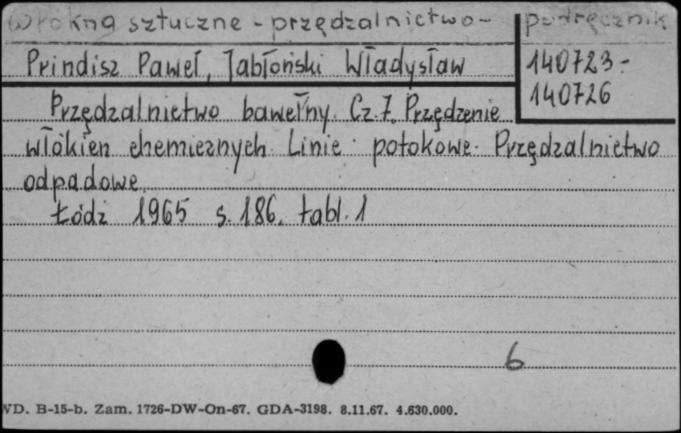 Włókna sztuczne - przędzalnictwo - podręcznik
Prindisz Paweł, Jabłoński Władysław
140723-
140726
Przędzalnictwo bawełny. Cz. 7. Przędzenie
włókien chemicznych. Linie potokowe. Przędzalnictwo
odpadowe.
Łódź 1965 s. 186, tabl. 1
6
WD. B-15-b. Zam. 1726-DW-On-67. GDA-3198. 8.11.67. 4.630.000.